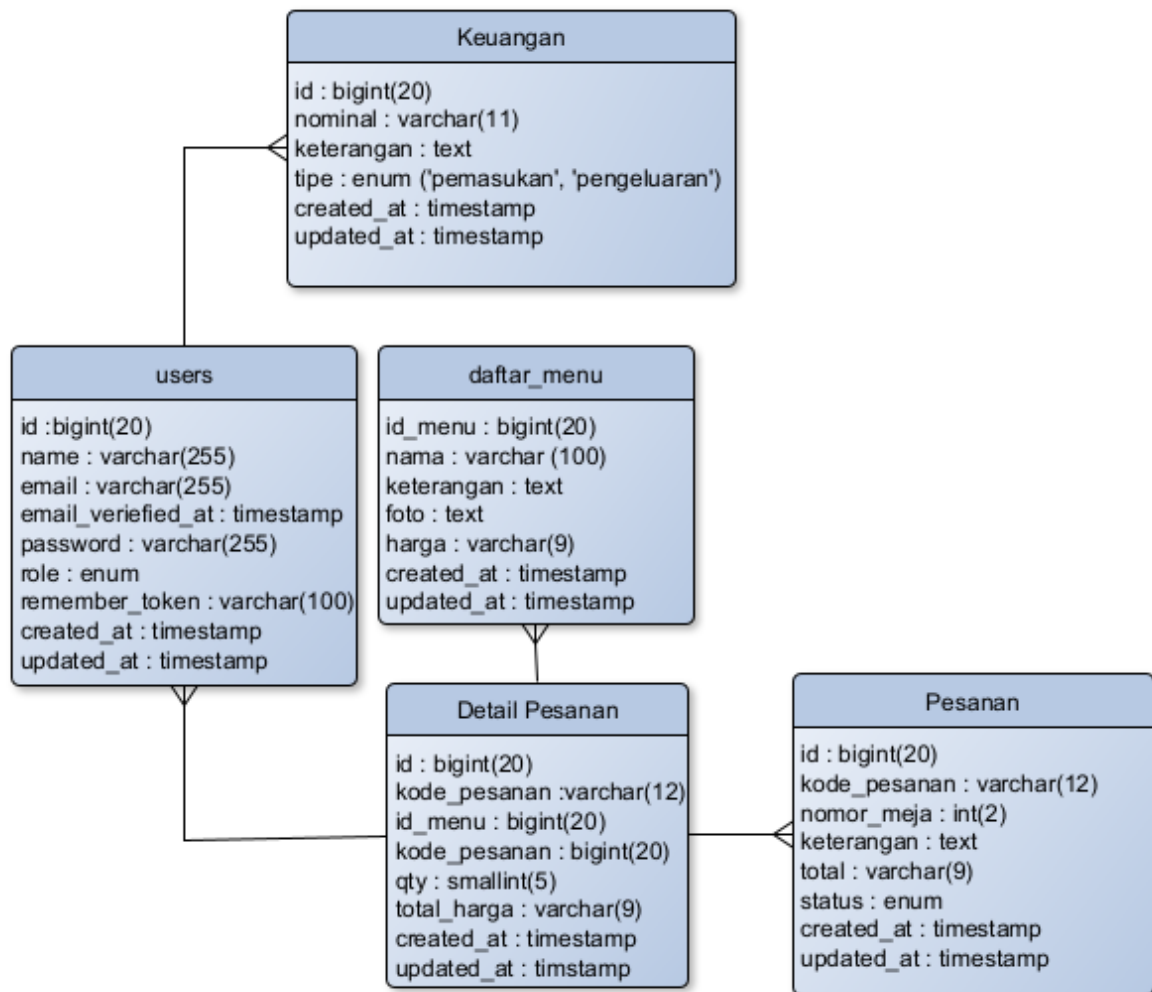 Keuangan
id : bigint(20)
nominal : varchar(11)
keterangan : text
tipe : enum ('pemasukan', 'pengeluaran')
created_at : timestamp
updated_at : timestamp
users
id :bigint(20)
name : varchar(255)
email : varchar(255)
email_veriefied_at : timestamp
password : varchar(255)
role : enum
remember_token : varchar(100)
created_at : timestamp
updated_at : timestamp
daftar_menu
id_menu : bigint(20)
nama : varchar (100)
keterangan : text
foto : text
harga : varchar(9)
created_at : timestamp
updated_at : timestamp
Detail Pesanan
id : bigint(20)
kode_pesanan :varchar(12)
id_menu : bigint(20)
kode_pesanan : bigint(20)
qty : smallint(5)
total_harga : varchar(9)
created_at : timestamp
updated_at : timstamp
Pesanan
id : bigint(20)
kode_pesanan : varchar(12)
nomor_meja : int(2)
keterangan : text
total : varchar(9)
status : enum
created_at : timestamp
updated_at : timestamp